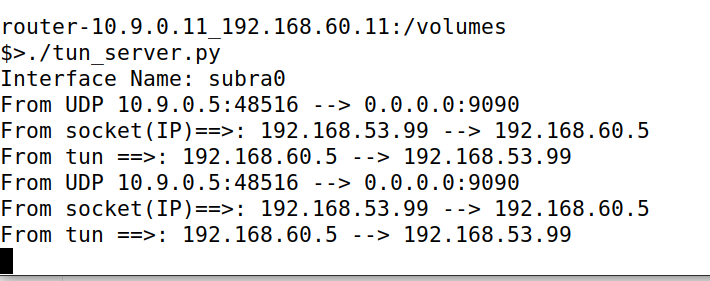 router-10.9.0.11_192.168.60.11:/volumes
$>./tun_server.py
Interface Name: subra0
From UDP 10.9.0.5:48516 --> 0.0.0.0:9090
From socket(IP)==>: 192.168.53.99 --> 192.168.60.5
From tun ==>: 192.168.60.5 --> 192.168.53.99
From UDP 10.9.0.5:48516 --> 0.0.0.0:9090
From socket(IP)==>: 192.168.53.99 --> 192.168.60.5
From tun ==>: 192.168.60.5 --> 192.168.53.99